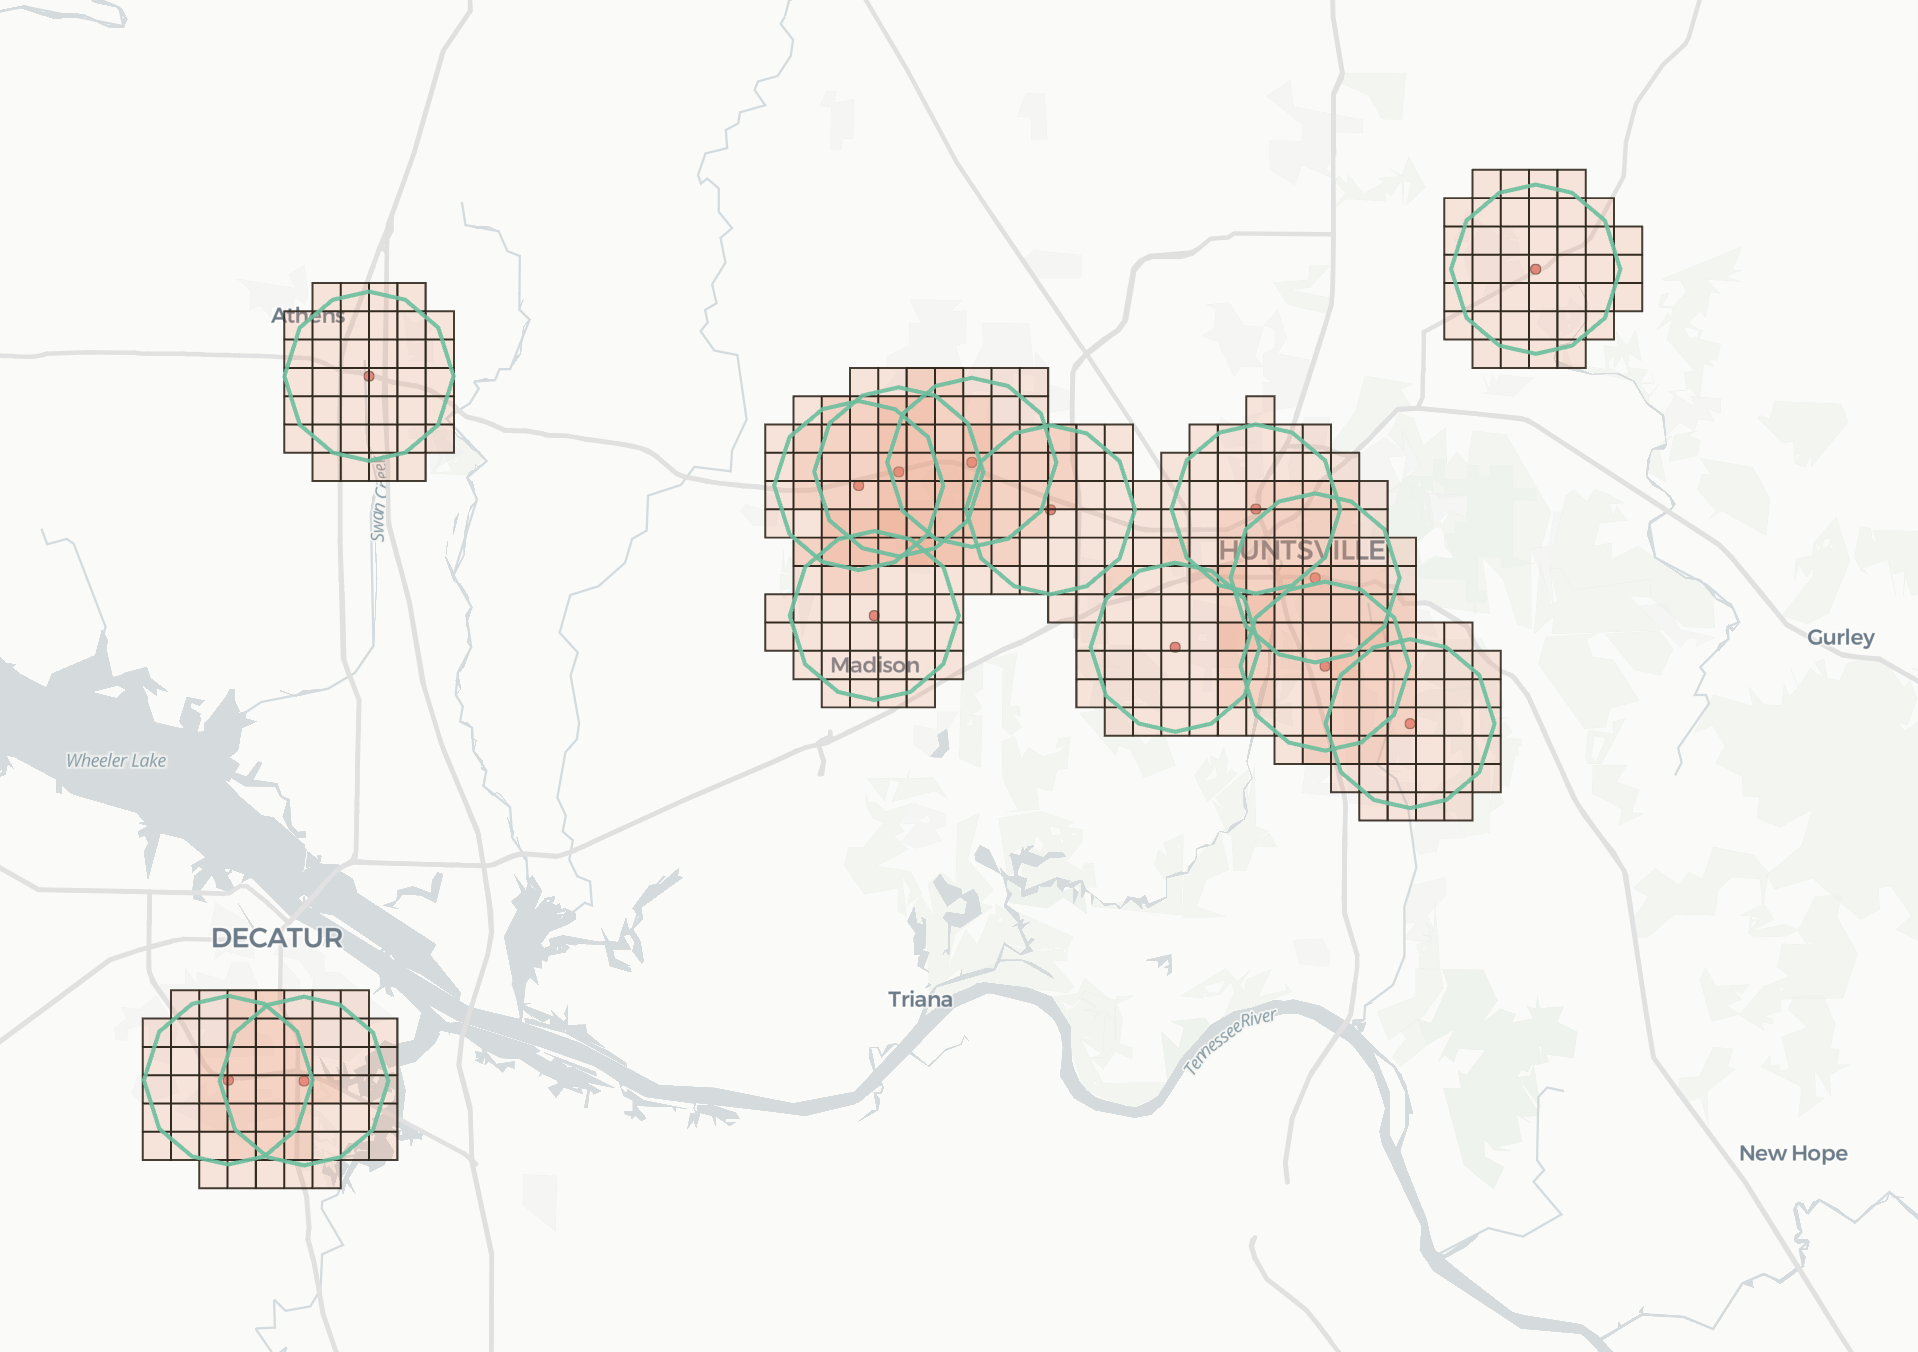 Athens
Swan Creek
HUNTSVILLE
Gurley
Madison
Wheeler Lake
DECATUR
Triana
Tennessee River
New Hope